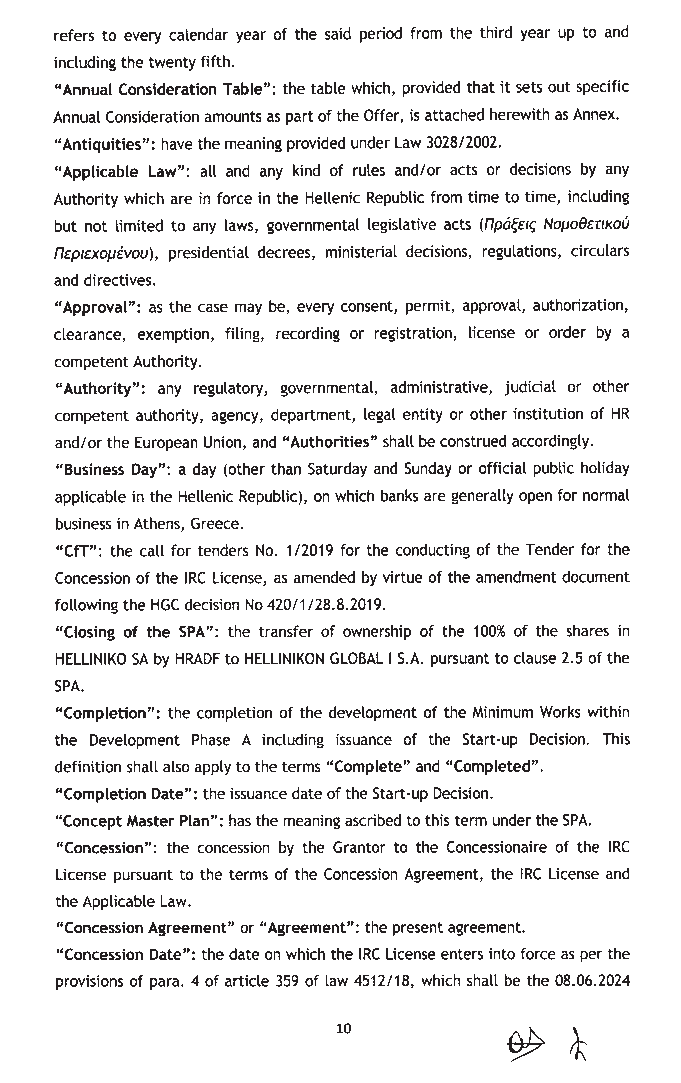 refers to every calendar year of the said period from the third year up to and
including the twenty fifth.
“Annual Consideration Table”: the table which, provided that it sets out specific
Annual Consideration amounts as part of the Offer, is attached herewith as Annex.
“Antiquities”: have the meaning provided under Law 3028/2002.
“Applicable Law”: all and any kind of rules and/or acts or decisions by any
Authority which are in force in the Hellenic Republic from time to time, including
but not limited to any laws, governmental legislative acts (Πράξεις Νομοθετικού
Περιεχομένου), presidential decrees, ministerial decisions, regulations, circulars
and directives.
“Approval”: as the case may be, every consent, permit, approval, authorization,
clearance, exemption, filing, recording or registration, license or order by a
competent Authority.
“Authority”: any regulatory, governmental, administrative, judicial or other
competent authority, agency, department, legal entity or other institution of HR
and/or the European Union, and “Authorities” shall be construed accordingly.
“Business Day”: a day (other than Saturday and Sunday or official public holiday
applicable in the Hellenic Republic), on which banks are generally open for normal
business in Athens, Greece.
“CfT”: the call for tenders No. 1/2019 for the conducting of the Tender for the
Concession of the IRC License, as amended by virtue of the amendment document
following the HGC decision No 420/1/28.8.2019.
“Closing of the SPA”: the transfer of ownership of the 100% of the shares in
HELLINIKO SA by HRADF to HELLINIKON GLOBAL I S.A. pursuant to clause 2.5 of the
SPA.
“Completion”: the completion of the development of the Minimum Works within
the Development Phase A including issuance of the Start-up Decision. This
definition shall also apply to the terms “Complete” and “Completed”.
“Completion Date”: the issuance date of the Start-up Decision.
“Concept Master Plan”: has the meaning ascribed to this term under the SPA.
“Concession”: the concession by the Grantor to the Concessionaire of the IRC
License pursuant to the terms of the Concession Agreement, the IRC License and
the Applicable Law.
“Concession Agreement” or “Agreement”: the present agreement.
“Concession Date”: the date on which the IRC License enters into force as per the
provisions of para. 4 of article 359 of law 4512/18, which shall be the 08.06.2024
10